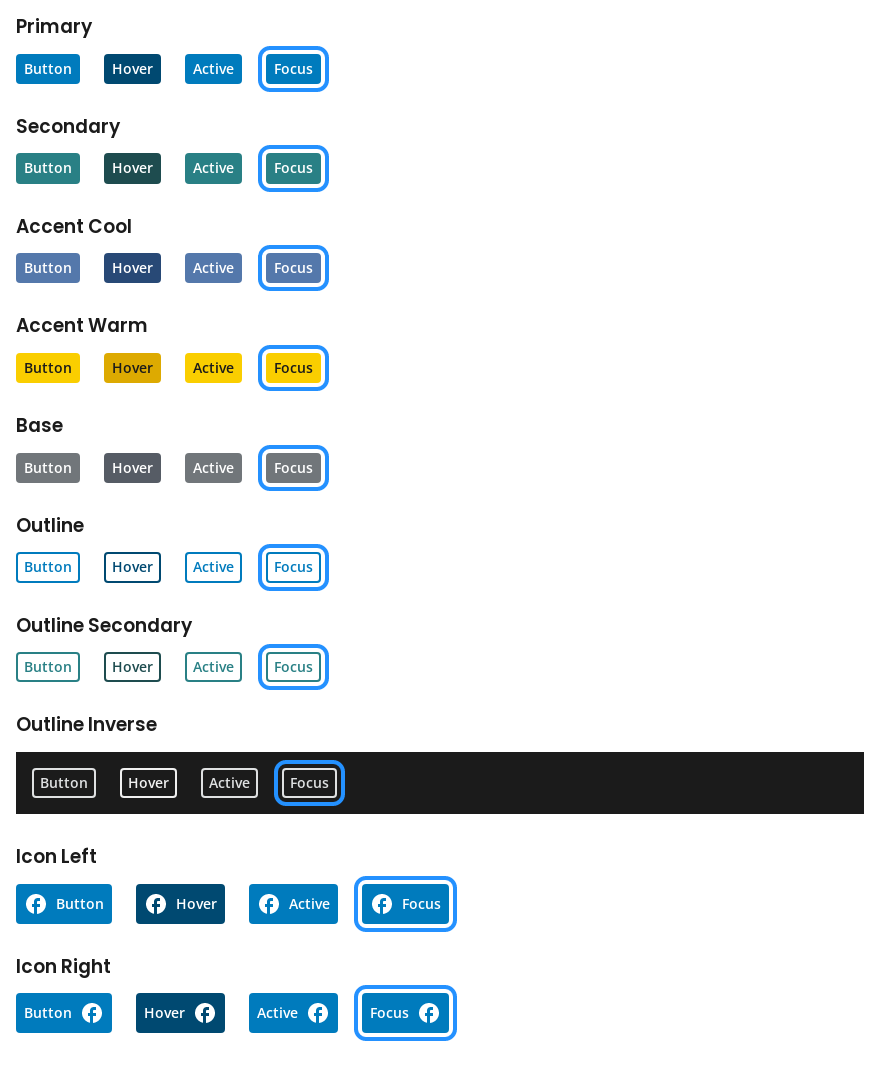 Primary
Button Hover Active Focus
Secondary
Button Hover Active Focus
Accent Cool
Button Hover Active Focus
Accent Warm
Button Hover Active Focus
Base
Button Hover Active Focus
Outline
Button Hover Active Focus
Outline Secondary
Button Hover Active Focus
Outline Inverse
Button Hover Active Focus
Icon Left
Button Hover Active Focus
Icon Right
Button Hover Active Focus